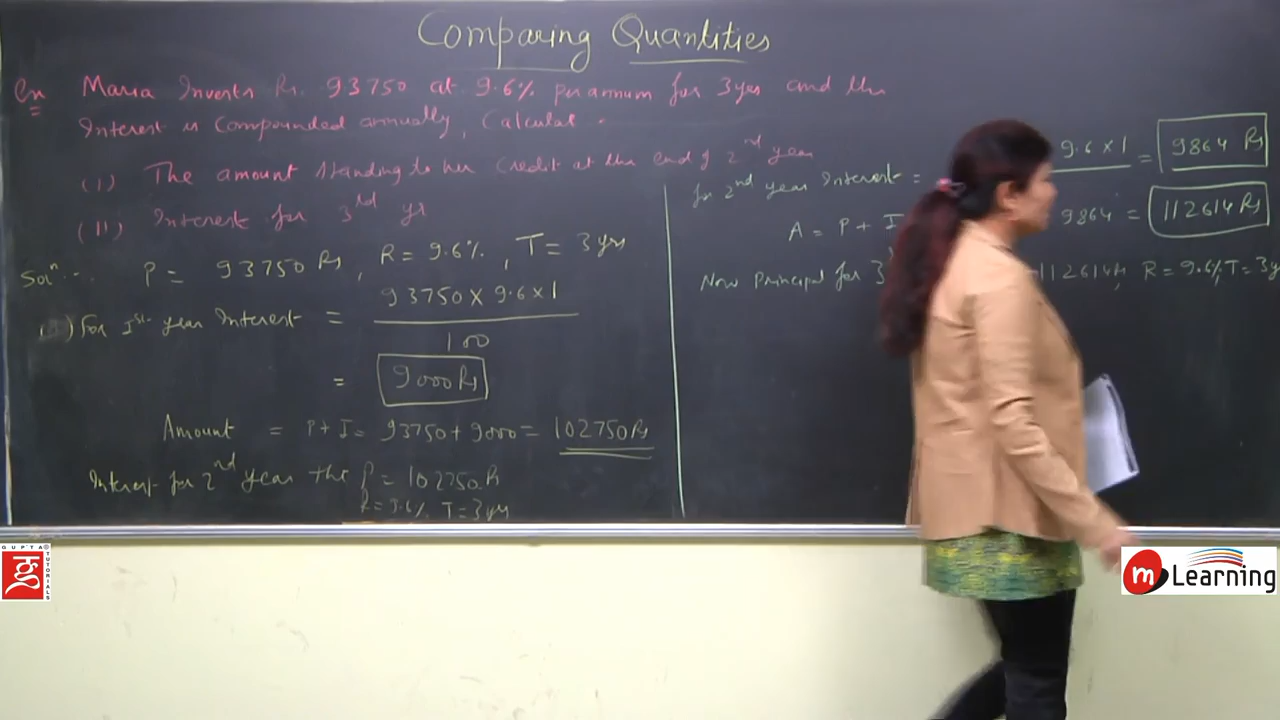 Comparing Quantities
Ex Maria Invests Rs. 93750 at 9.6% per annum for 3 yrs and the
Interest is Compounded annually, Calculate.
(i) The amount standing to her Credit at the end of 2nd year
(ii) Interest for 3rd yr
Soln P = 93750 Rs, R = 9.6%, T = 3 yrs
for Ist year Interest = 93750 x 9.6 x 1
100
= 9000 Rs
Amount = P + I = 93750 + 9000 = 102750 Rs
Interest for 2nd year the P = 102750 R
R = 9.6% T = 3 yrs
for 2nd year Interest = 9.6 x 1 = 9864 Rs
A = P + I 9864 = 112614 Rs
Now Principal for 3 112614 R = 9.6%, T = 3 y
GUPTA
TUTORIALS
m Learning